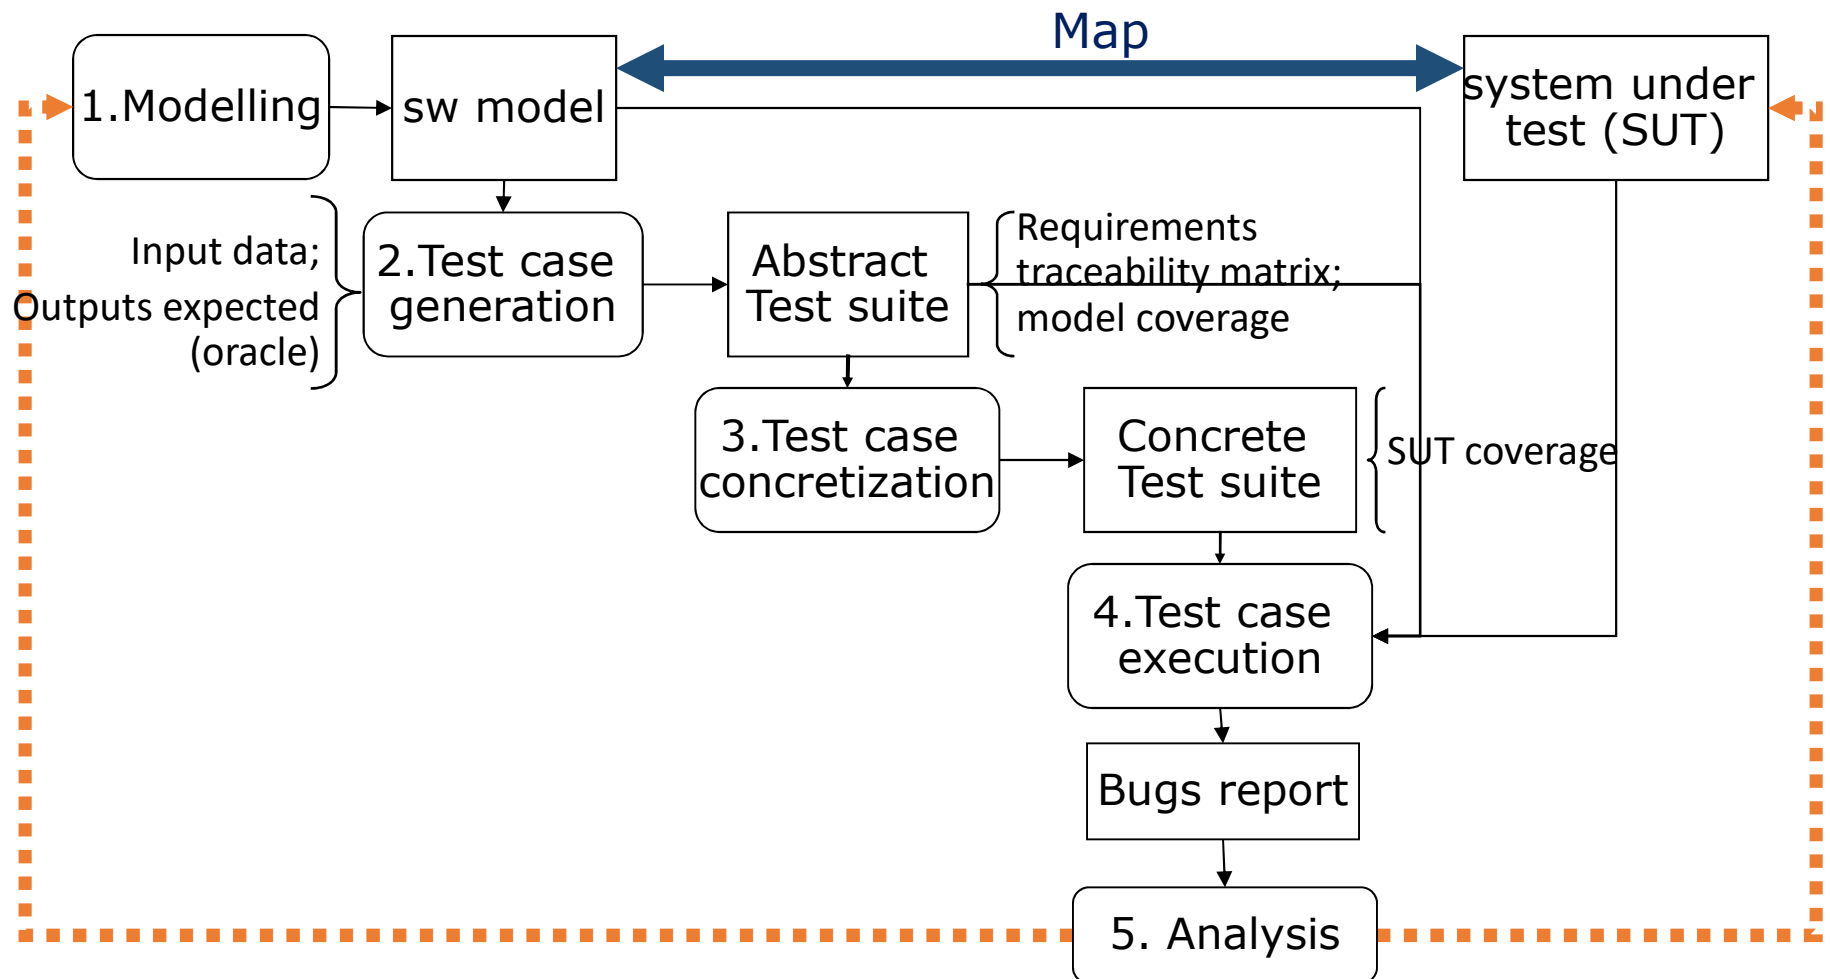 Map
1.Modelling
sw model
system under
test (SUT)
Input data;
Outputs expected
(oracle)
2.Test case
generation
Abstract
Test suite
Requirements
traceability matrix;
model coverage
3.Test case
concretization
Concrete
Test suite
SUT coverage
4.Test case
execution
Bugs report
5. Analysis